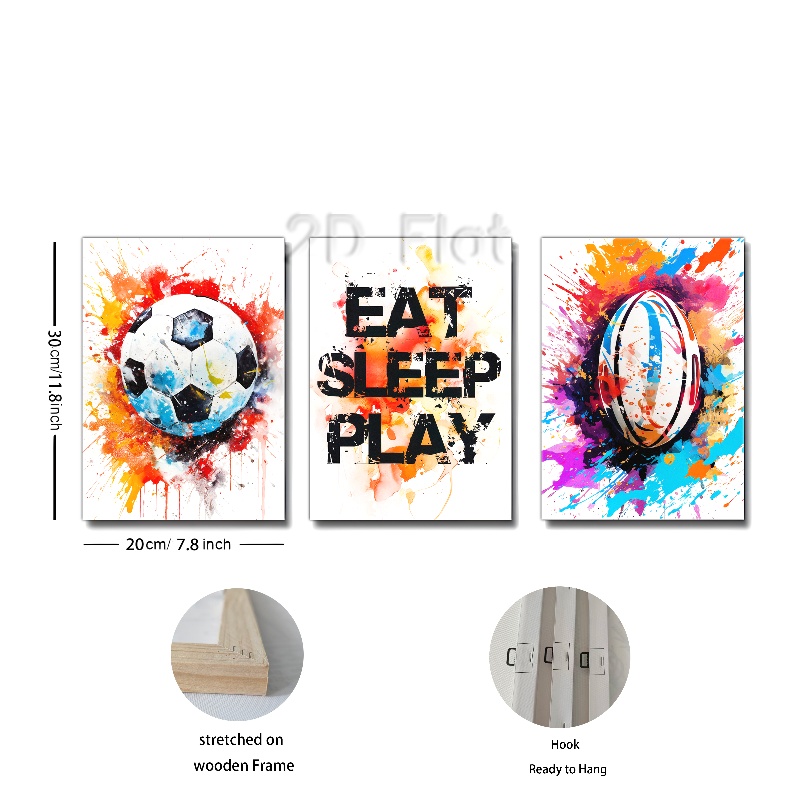 2D Flat
EAT
SLEEP
PLAY
30cm/11.8inch
20cm/ 7.8 inch
stretched on
wooden Frame
Hook
Ready to Hang